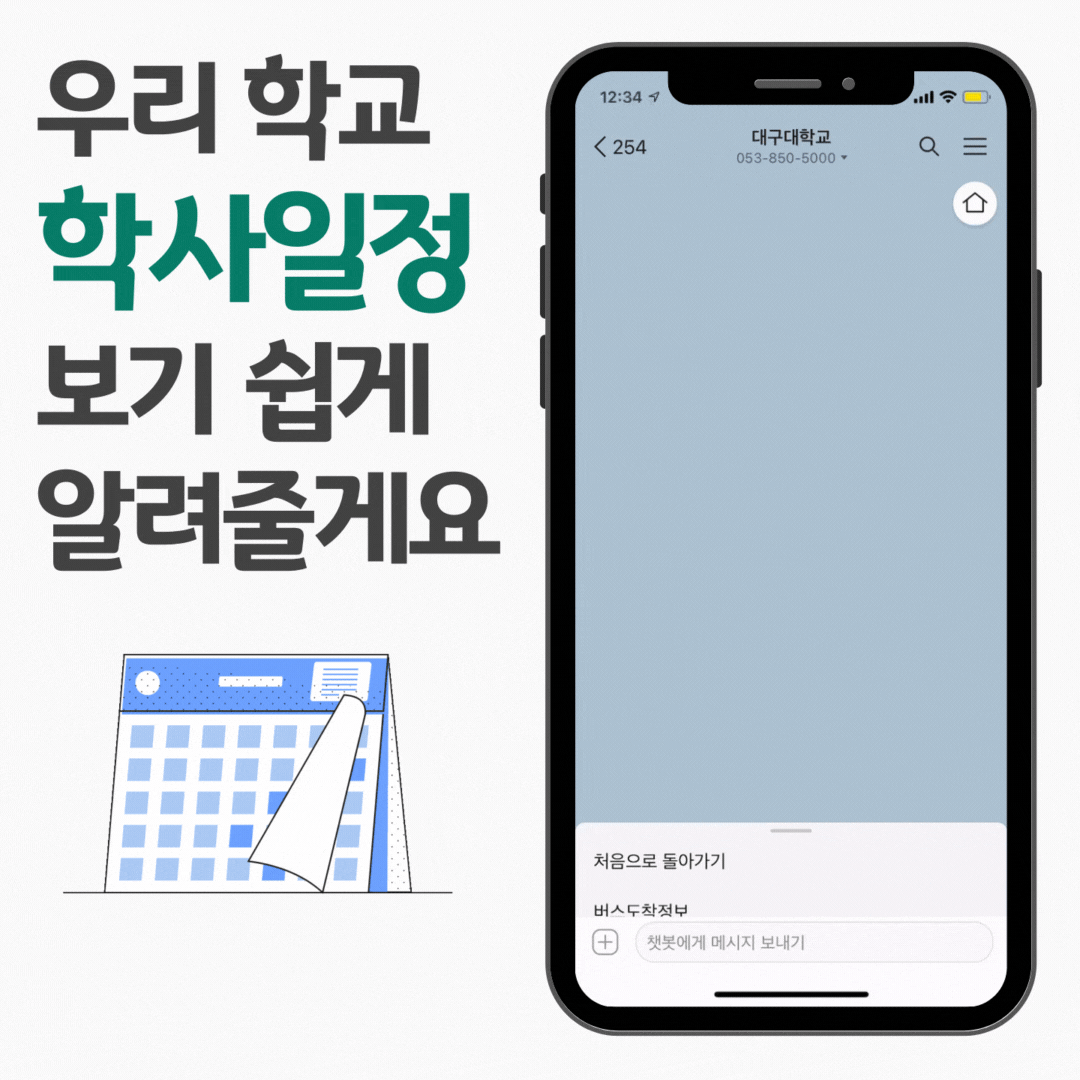 우리 학교
학사일정
보기 쉽게
알려줄게요
12:34
254
대구대학교
053-850-5000
처음으로 돌아가기
버스도착정보
챗봇에게 메시지 보내기